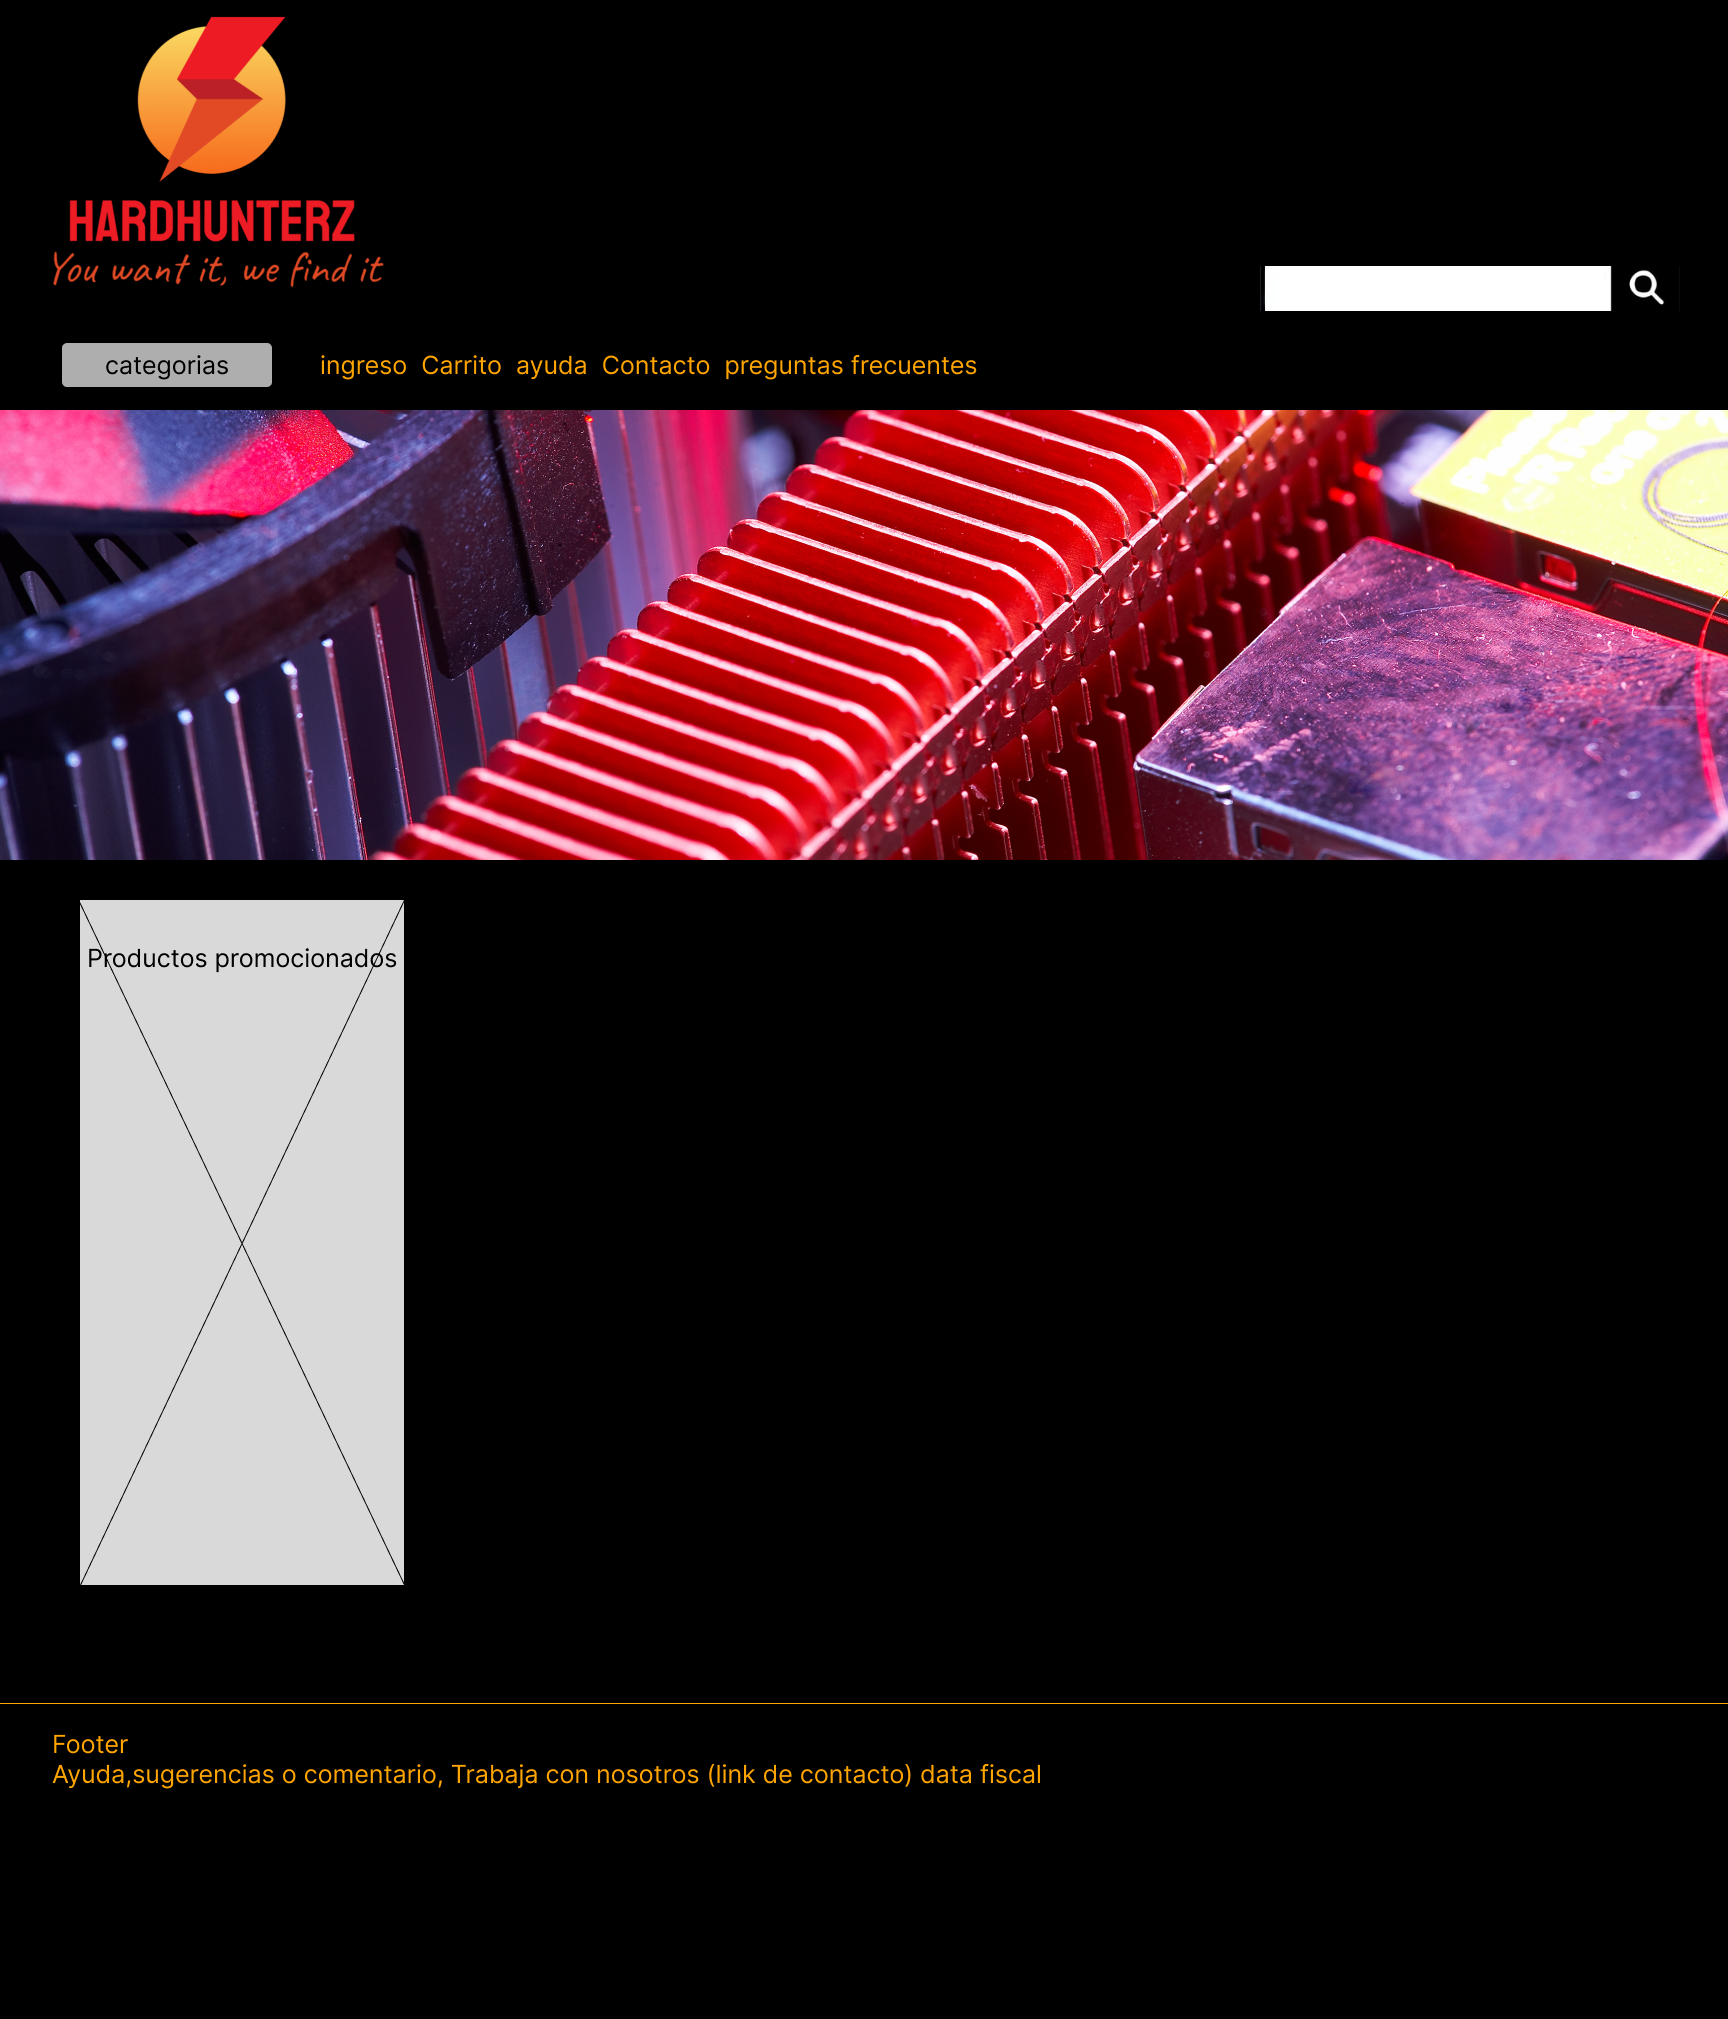 HARDHUNTERZ
You want it, we find it
categorias
ingreso Carrito ayuda Contacto preguntas frecuentes
Productos promocionados
Footer
Ayuda,sugerencias o comentario, Trabaja con nosotros (link de contacto) data fiscal